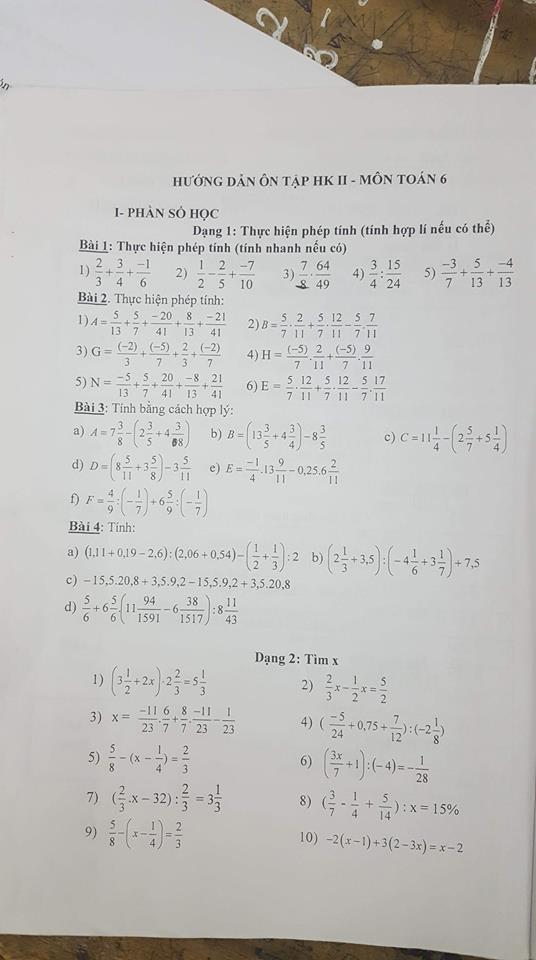 ôn
HƯỚNG DẪN ÔN TẬP HK II - MÔN TOÁN 6
I- PHẦN SỐ HỌC
Dạng 1: Thực hiện phép tính (tính hợp lí nếu có thể)
Bài 1: Thực hiện phép tính (tính nhanh nếu có)
1) 2/3 + 3/4 + -1/6 2) 1/2 - 2/5 + -7/10 3) 7/8 . 64/49 4) 3/4 : 15/24 5) -3/7 + 5/13 + -4/13
Bài 2. Thực hiện phép tính:
1) A = 5/13 + 5/7 + -20/41 + 8/13 + -21/41 2) B = 5/7 . 2/11 + 5/7 . 12/11 - 5/7 . 7/11
3) G = (-2)/3 + (-5)/7 + 2/3 + (-2)/7 4) H = (-5)/7 . 2/11 + (-5)/7 . 9/11
5) N = -5/13 + 5/7 + 20/41 + -8/13 + 21/41 6) E = 5/7 . 12/11 + 5/7 . 12/11 - 5/7 . 17/11
Bài 3: Tính bằng cách hợp lý:
a) A = 7 3/8 - (2 3/5 + 4 3/8) b) B = (13 3/5 + 4 3/4) - 8 3/5 c) C = 11 1/4 - (2 5/7 + 5 1/4)
d) D = (8 5/11 + 3 5/8) - 3 5/11 e) E = -1/4 . 13 9/11 - 0,25.6 2/11
f) F = 4/9 : (-1/7) + 6 5/9 : (-1/7)
Bài 4: Tính:
a) (1,11 + 0,19 - 2,6) : (2,06 + 0,54) - (1/2 + 1/3) : 2 b) (2 1/3 + 3,5) : (-4 1/6 + 3 1/7) + 7,5
c) - 15,5.20,8 + 3,5.9,2 - 15,5.9,2 + 3,5.20,8
d) 5/6 + 6 5/6 (11 94/1591 - 6 38/1517) : 8 11/43
Dạng 2: Tìm x
1) (3 1/2 + 2x) . 2 2/3 = 5 1/3 2) 2/3 x - 1/2 x = 5/2
3) x = -11/23 . 6/7 + 8/7 . -11/23 - 1/23 4) ( -5/24 + 0,75 + 7/12 ) : (-2 1/8)
5) 5/8 - (x - 1/4) = 2/3 6) (3x/7 + 1) : (-4) = -1/28
7) (2/3 .x - 32) : 2/3 = 3 1/3 8) (3/7 - 1/4 + 5/14) : x = 15%
9) 5/8 - (x - 1/4) = 2/3 10) -2(x - 1) + 3(2 - 3x) = x - 2